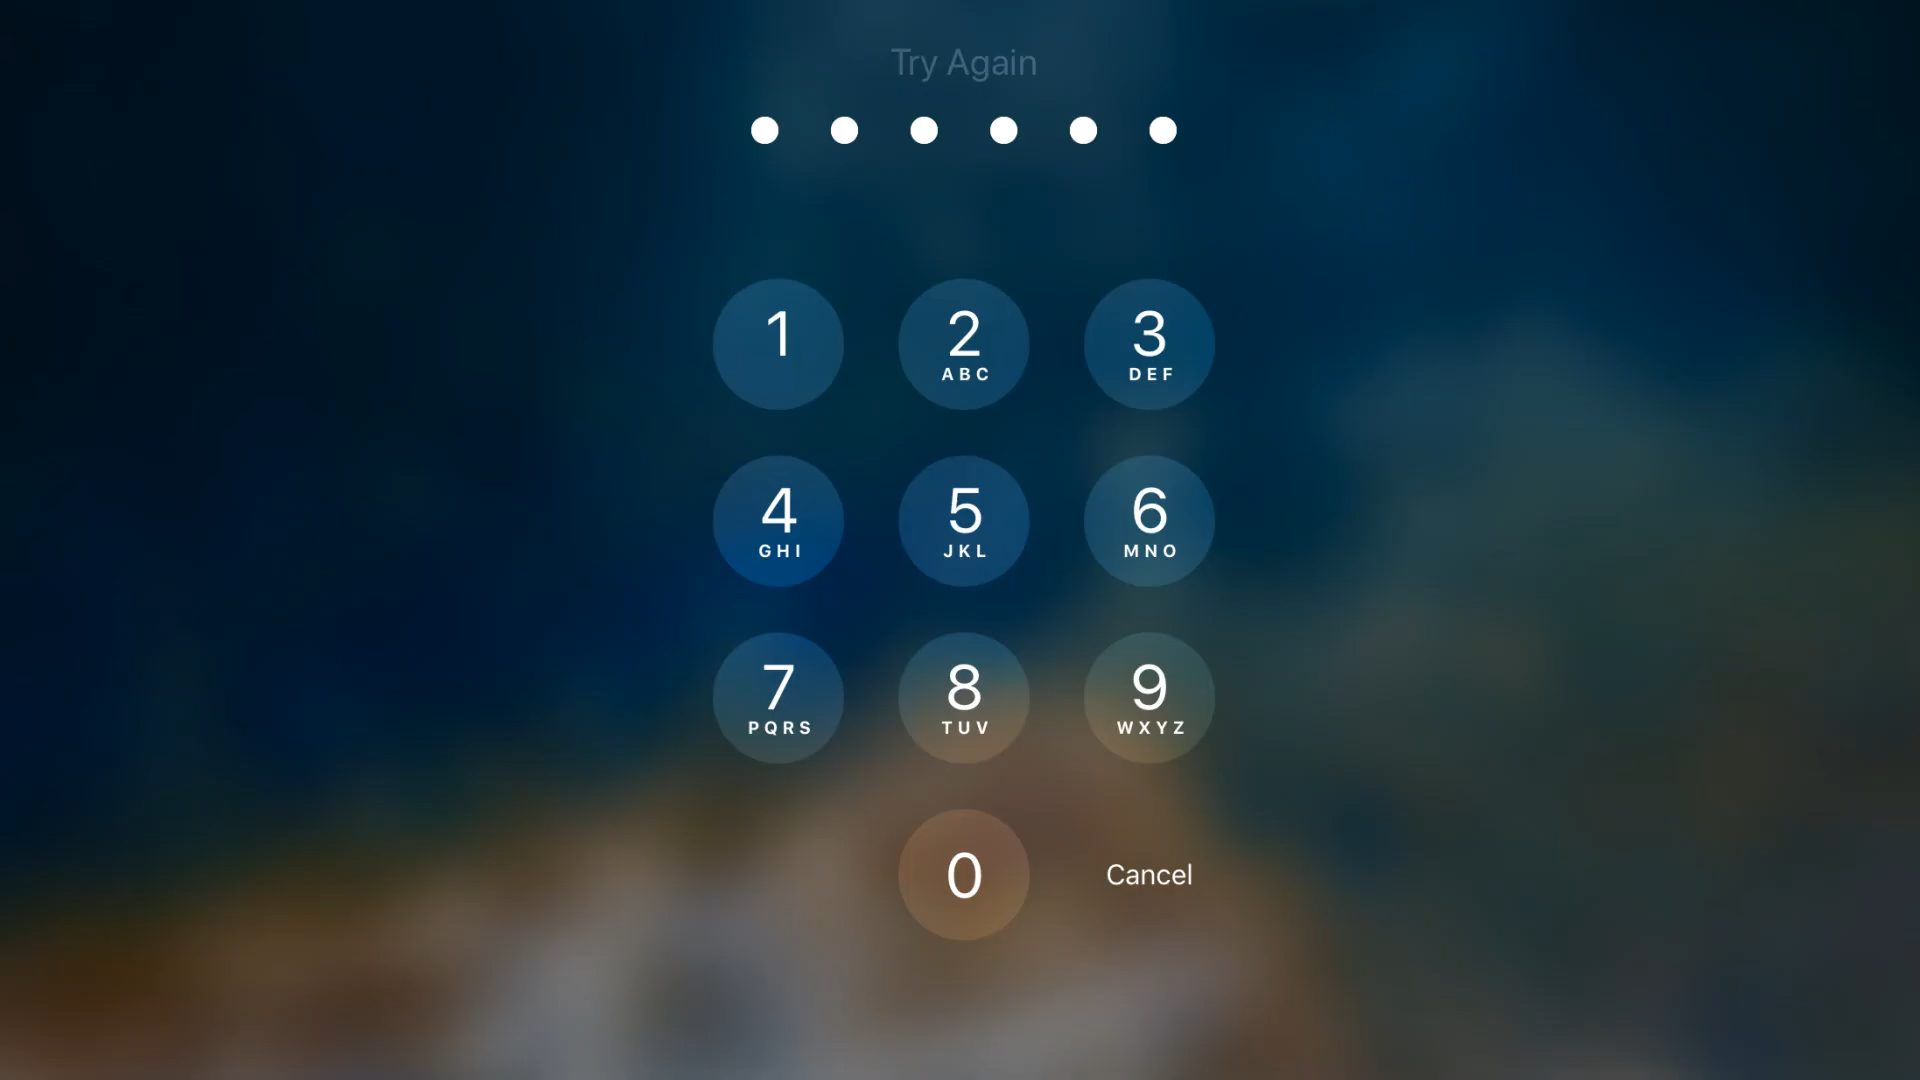 Try Again
1 2 3
ABC DEF
4 5 6
GHI JKL MNO
7 8 9
PQRS TUV WXYZ
0 Cancel